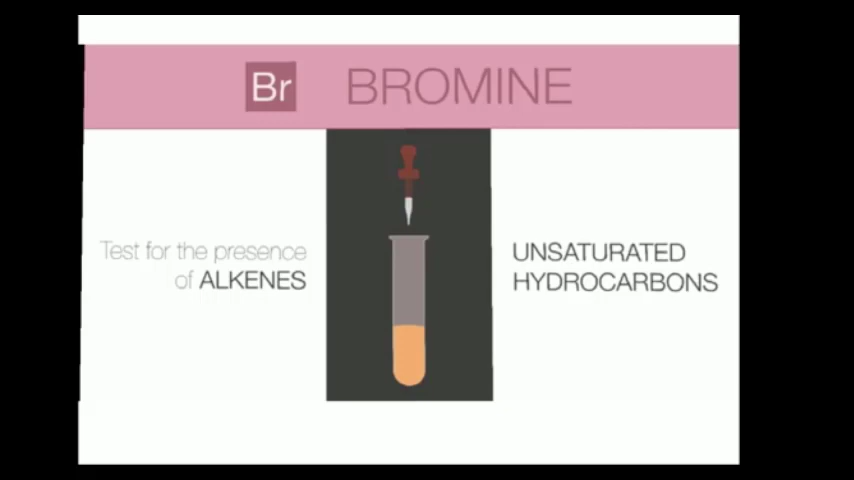 Br BROMINE
Test for the presence
of ALKENES
UNSATURATED
HYDROCARBONS